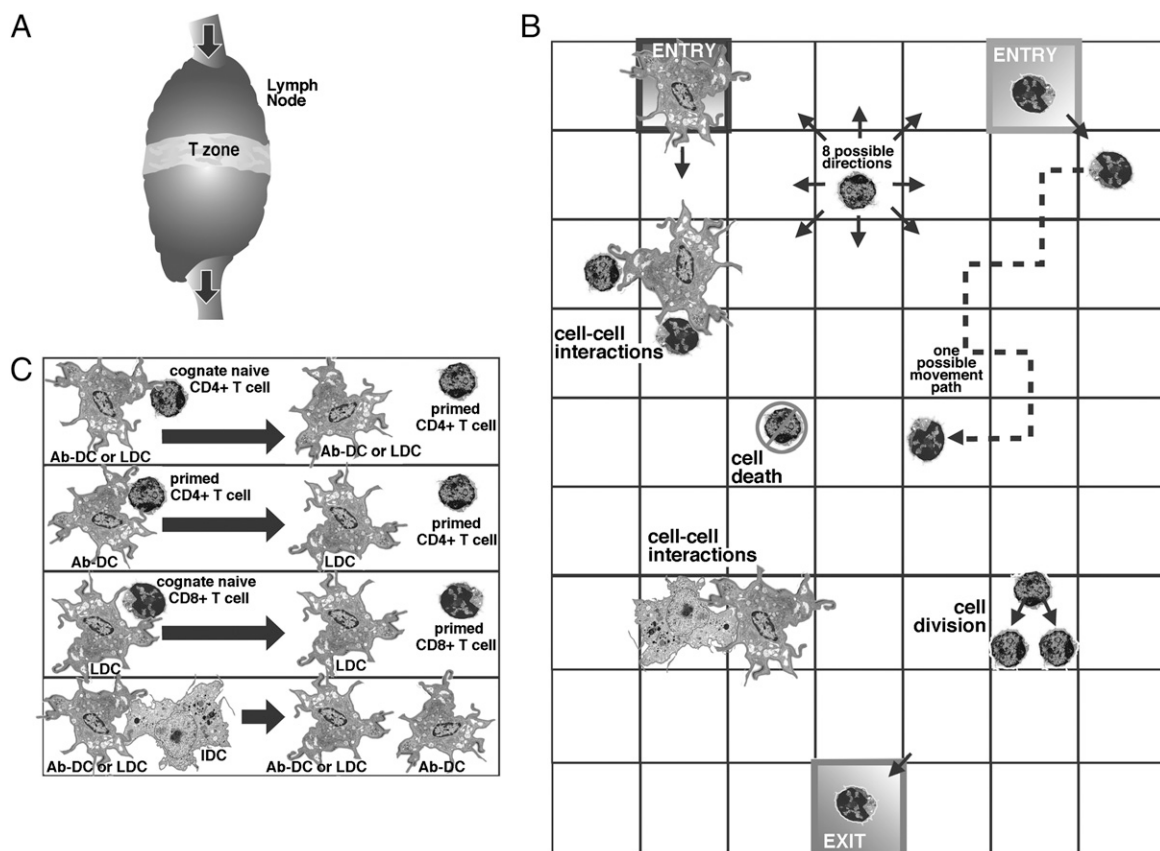 A
Lymph
Node
T zone
B
ENTRY
ENTRY
8 possible
directions
cell-cell
interactions
one
possible
movement
path
cell
death
cell-cell
interactions
cell
division
EXIT
C
cognate naive
CD4+ T cell
primed
CD4+ T cell
Ab-DC or LDC
Ab-DC or LDC
primed
CD4+ T cell
primed
CD4+ T cell
Ab-DC
LDC
cognate naive
CD8+ T cell
primed
CD8+ T cell
LDC
LDC
IDC
Ab-DC or LDC
Ab-DC or LDC
Ab-DC